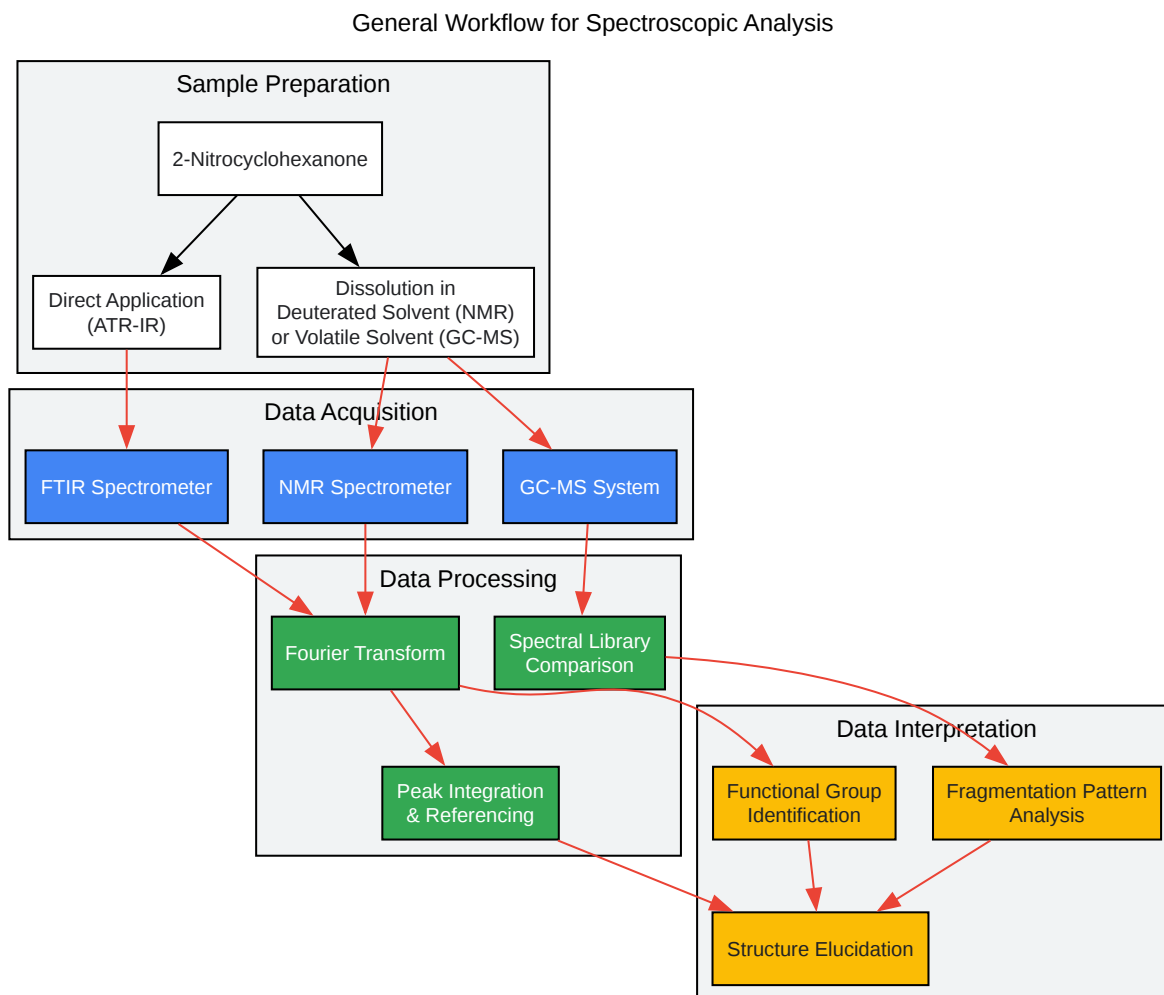 General Workflow for Spectroscopic Analysis
Sample Preparation
2-Nitrocyclohexanone
Direct Application
(ATR-IR)
Dissolution in
Deuterated Solvent (NMR)
or Volatile Solvent (GC-MS)
Data Acquisition
FTIR Spectrometer
NMR Spectrometer
GC-MS System
Data Processing
Fourier Transform
Spectral Library
Comparison
Peak Integration
& Referencing
Data Interpretation
Functional Group
Identification
Fragmentation Pattern
Analysis
Structure Elucidation